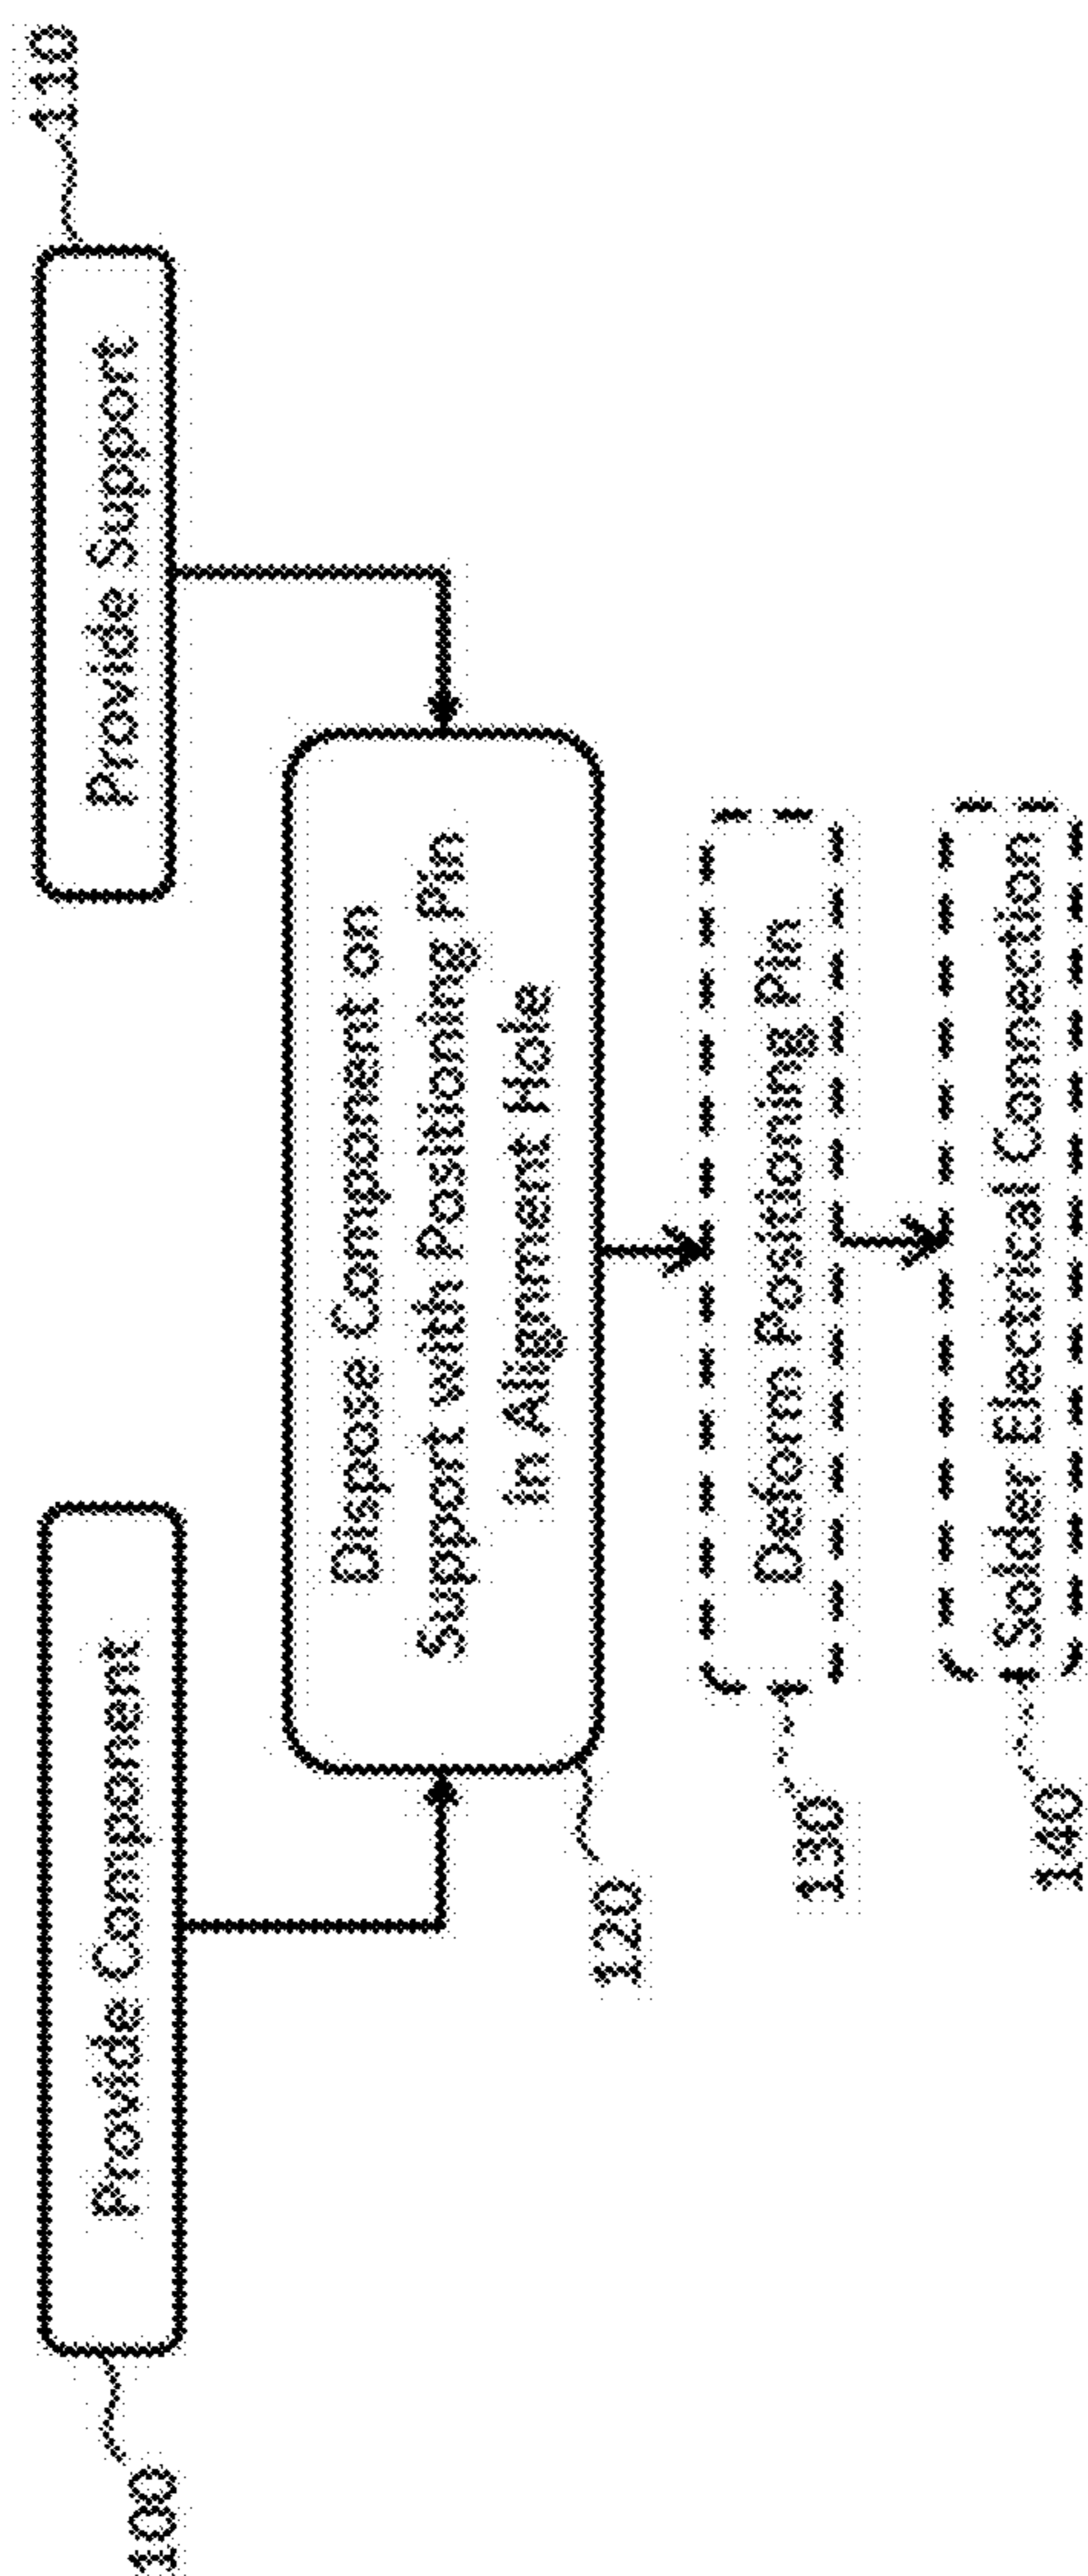 100
Provide Component
Provide Support
110
Dispose Component on
Support with Positioning Pin
in Alignment Hole
120
Deform Positioning Pin
130
Solder Electrical Connection
140